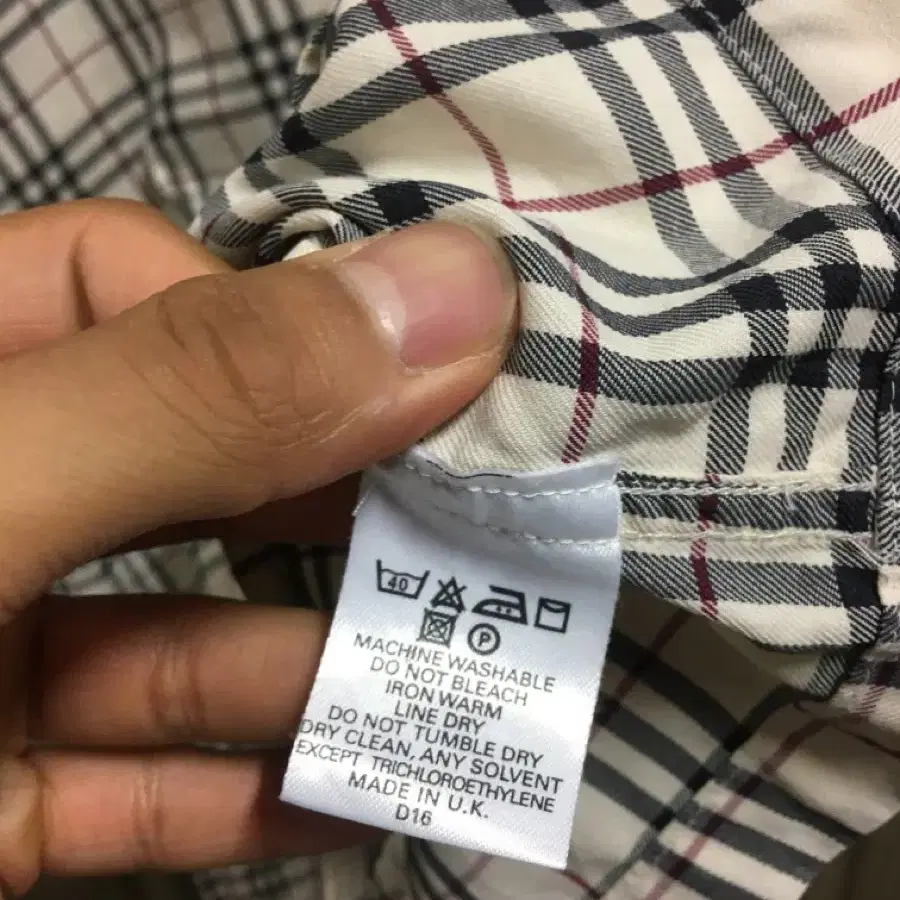 40
P
MACHINE WASHABLE
DO NOT BLEACH
IRON WARM
LINE DRY
DO NOT TUMBLE DRY
DRY CLEAN, ANY SOLVENT
EXCEPT TRICHLOROETHYLENE
MADE IN U.K.
D16